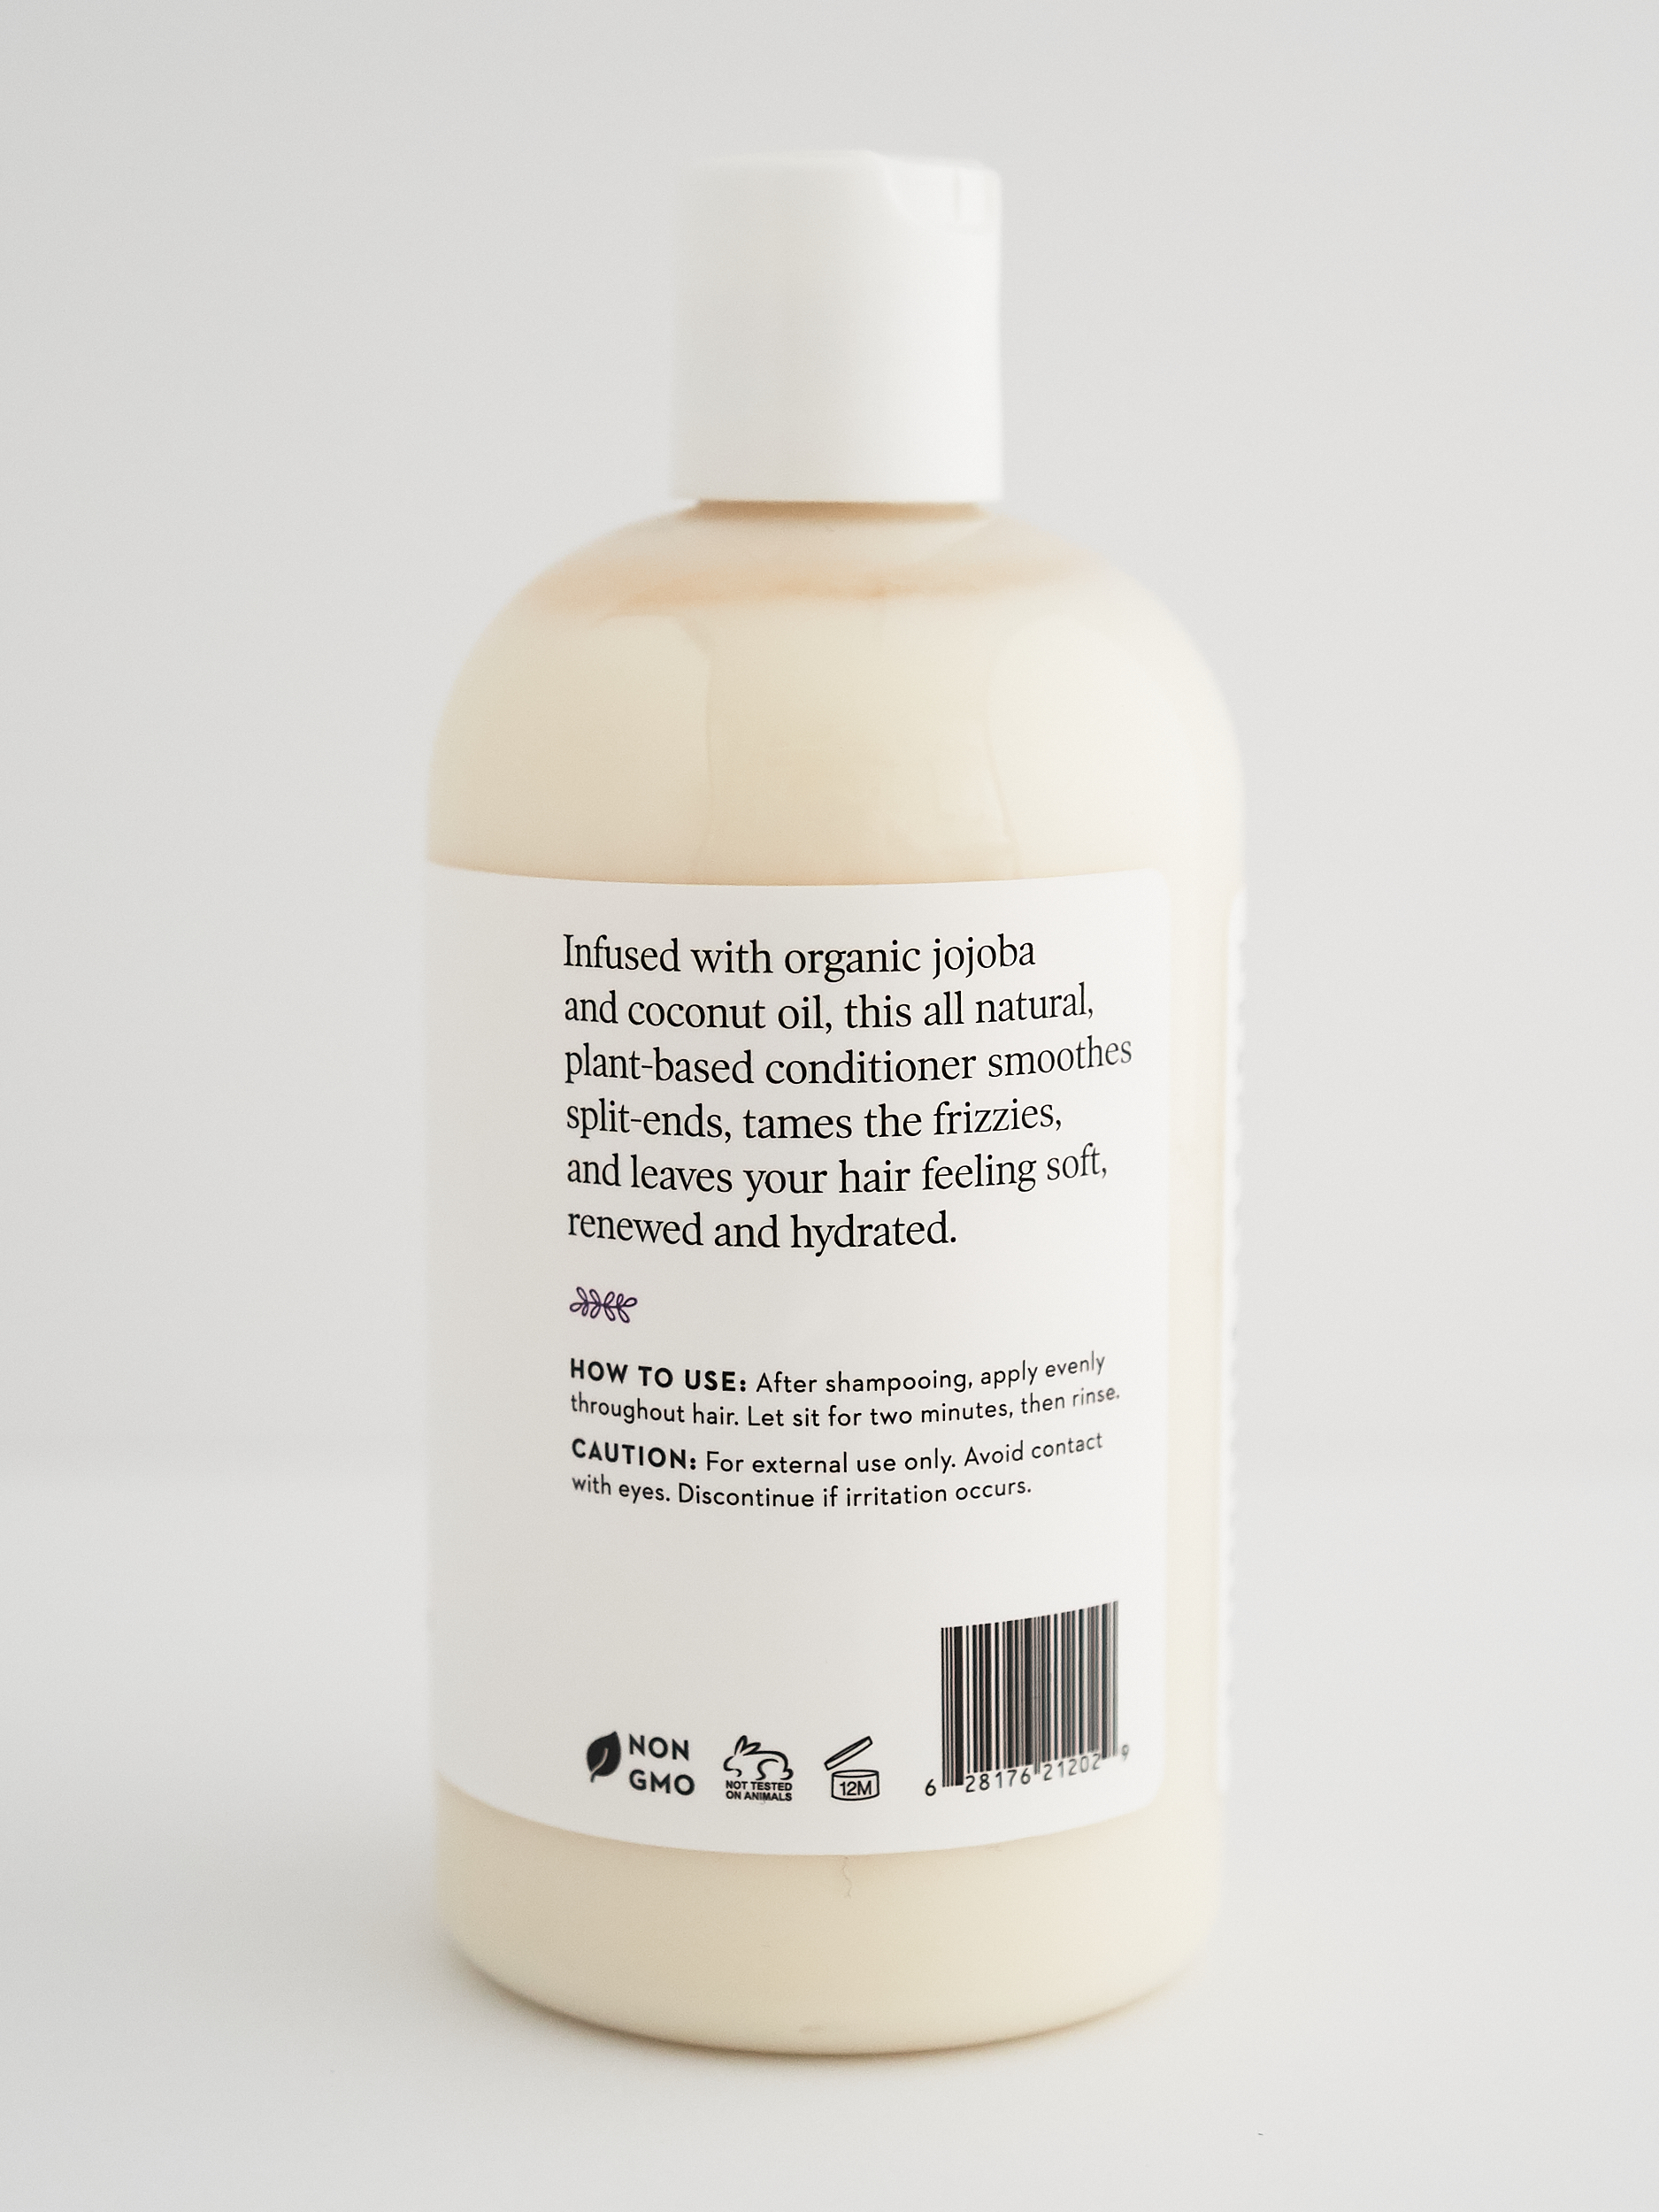 Infused with organic jojoba
and coconut oil, this all natural,
plant-based conditioner smoothes
split-ends, tames the frizzies,
and leaves your hair feeling soft,
renewed and hydrated.
HOW TO USE: After shampooing, apply evenly
throughout hair. Let sit for two minutes, then rinse.
CAUTION: For external use only. Avoid contact
with eyes. Discontinue if irritation occurs.
NON
GMO
NOT TESTED
ON ANIMALS
12M
6 28176 21202 9